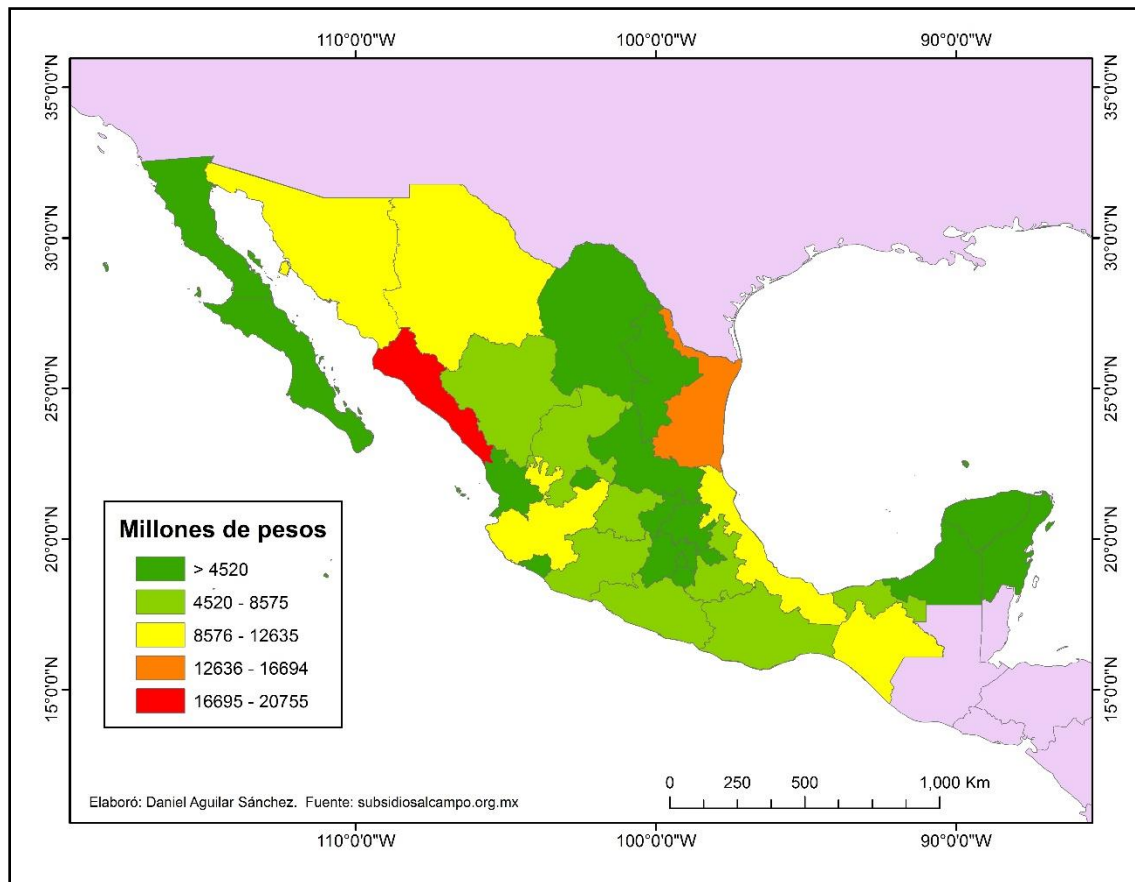 110°0'0"W 100°0'0"W 90°0'0"W
35°0'0"N 35°0'0"N
30°0'0"N 30°0'0"N
25°0'0"N 25°0'0"N
20°0'0"N 20°0'0"N
15°0'0"N 15°0'0"N
Millones de pesos
> 4520
4520 - 8575
8576 - 12635
12636 - 16694
16695 - 20755
0 250 500 1,000 Km
Elaboró: Daniel Aguilar Sánchez. Fuente: subsidiosalcampo.org.mx
110°0'0"W 100°0'0"W 90°0'0"W